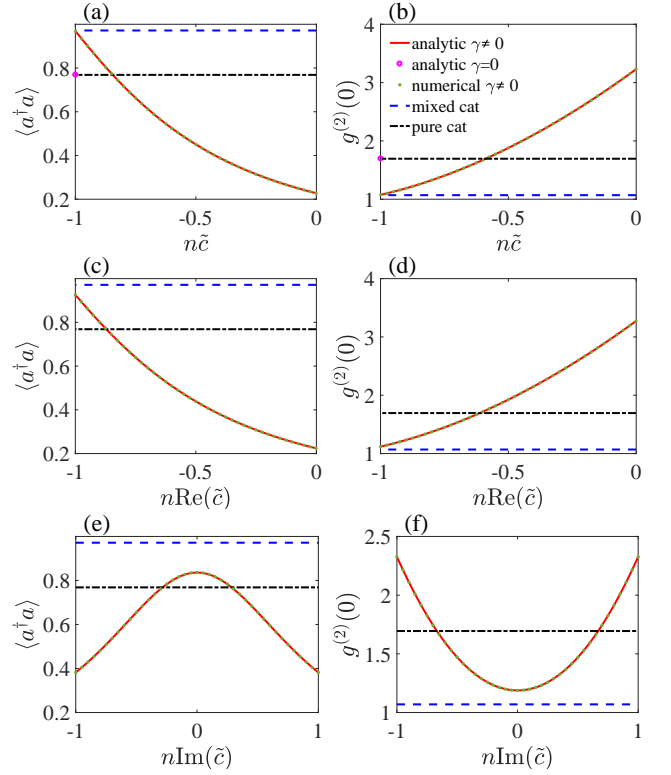 (a)
0.8
0.6
0.4
0.2
⟨a†a⟩
-1
-0.5
0
nc̃
(b)
4
3
2
1
g(2)(0)
analytic γ≠ 0
analytic γ=0
numerical γ≠ 0
mixed cat
pure cat
-1
-0.5
0
nc̃
(c)
0.8
0.6
0.4
0.2
⟨a†a⟩
-1
-0.5
0
nRe(c̃)
(d)
4
3
2
1
g(2)(0)
-1
-0.5
0
nRe(c̃)
(e)
0.8
0.6
0.4
0.2
⟨a†a⟩
-1
0
1
nIm(c̃)
(f)
2.5
2
1.5
1
g(2)(0)
-1
0
1
nIm(c̃)